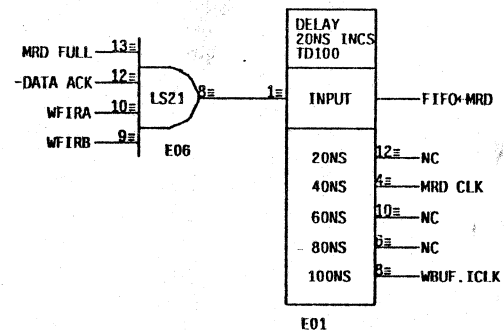 DELAY
20NS INCS
TD100
MRD FULL 13
-DATA ACK 12
WFIRA 10
WFIRB 9
LS21
8
E06
1
INPUT
FIFO←MRD
20NS 12 NC
40NS 4 MRD CLK
60NS 10 NC
80NS 6 NC
100NS 8 WBUF.ICLK
E01